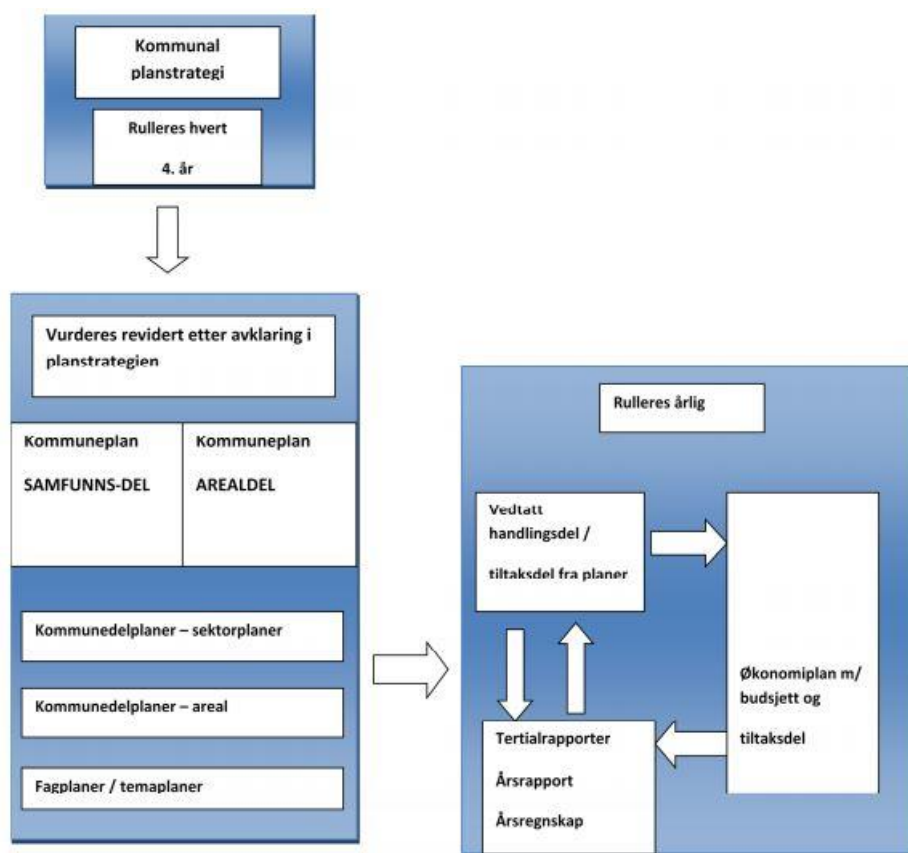 Kommunal
planstrategi
Rulleres hvert
4. år
Vurderes revidert etter avklaring i
planstrategien
Kommuneplan
SAMFUNNS-DEL
Kommuneplan
AREALDEL
Kommunedelplaner – sektorplaner
Kommunedelplaner – areal
Fagplaner / temaplaner
Rulleres årlig
Vedtatt
handlingsdel /
tiltaksdel fra planer
Økonomiplan m/
budsjett og
tiltaksdel
Tertialrapporter
Årsrapport
Årsregnskap